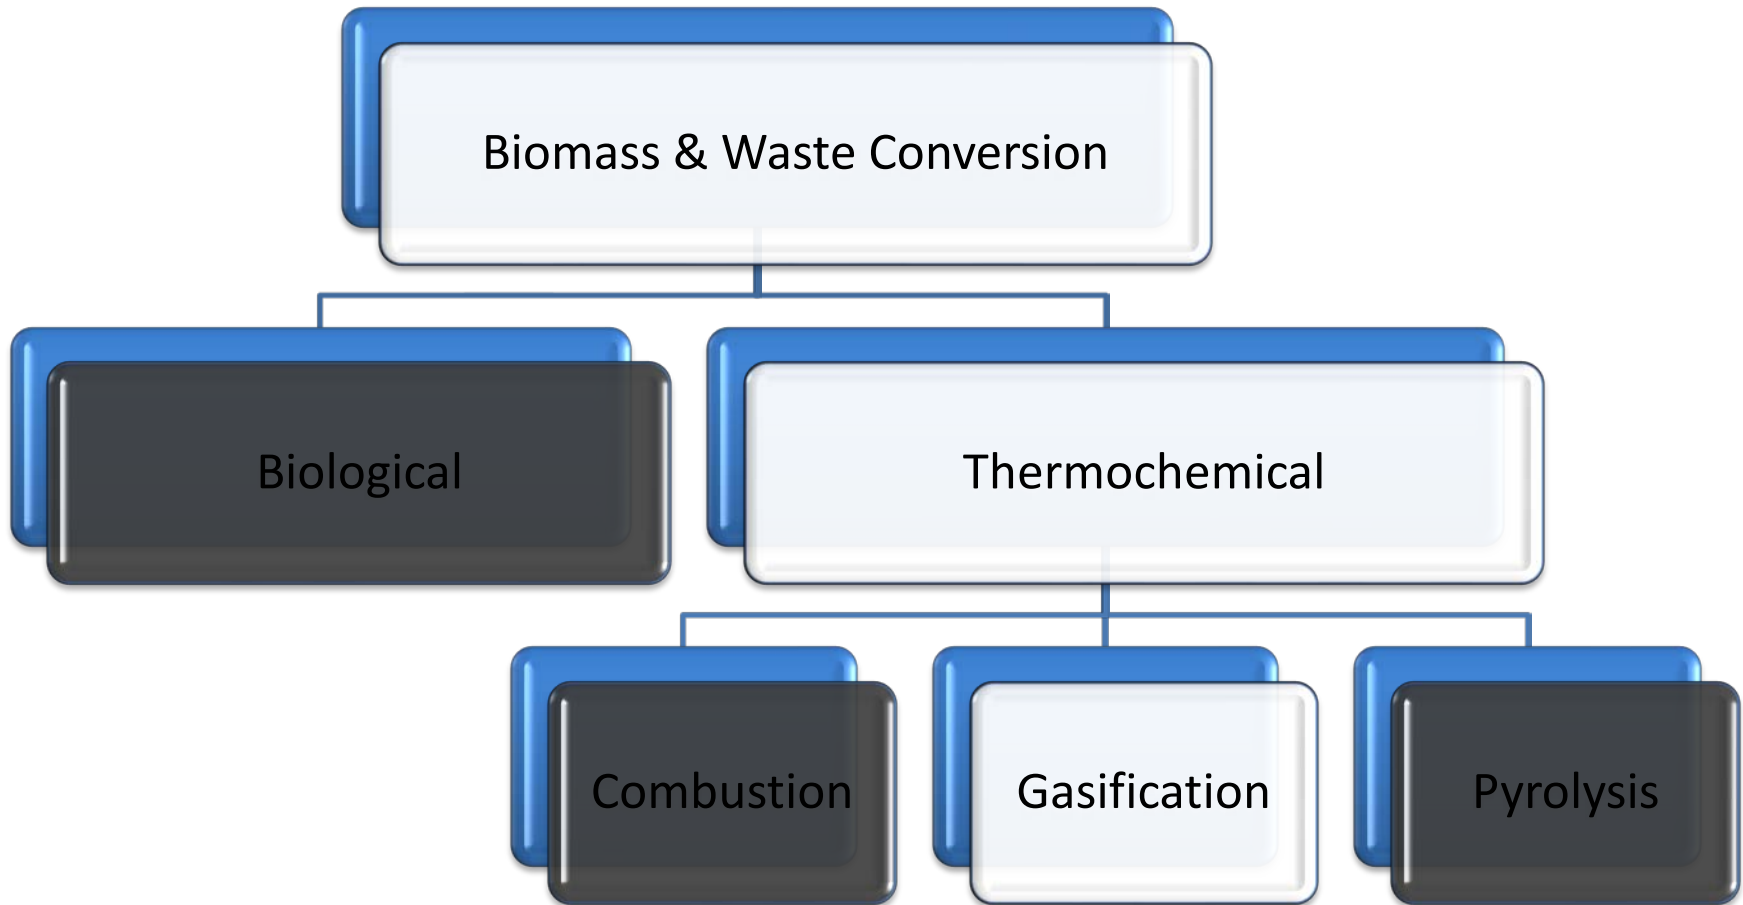 Biomass & Waste Conversion
Biological
Thermochemical
Combustion
Gasification
Pyrolysis